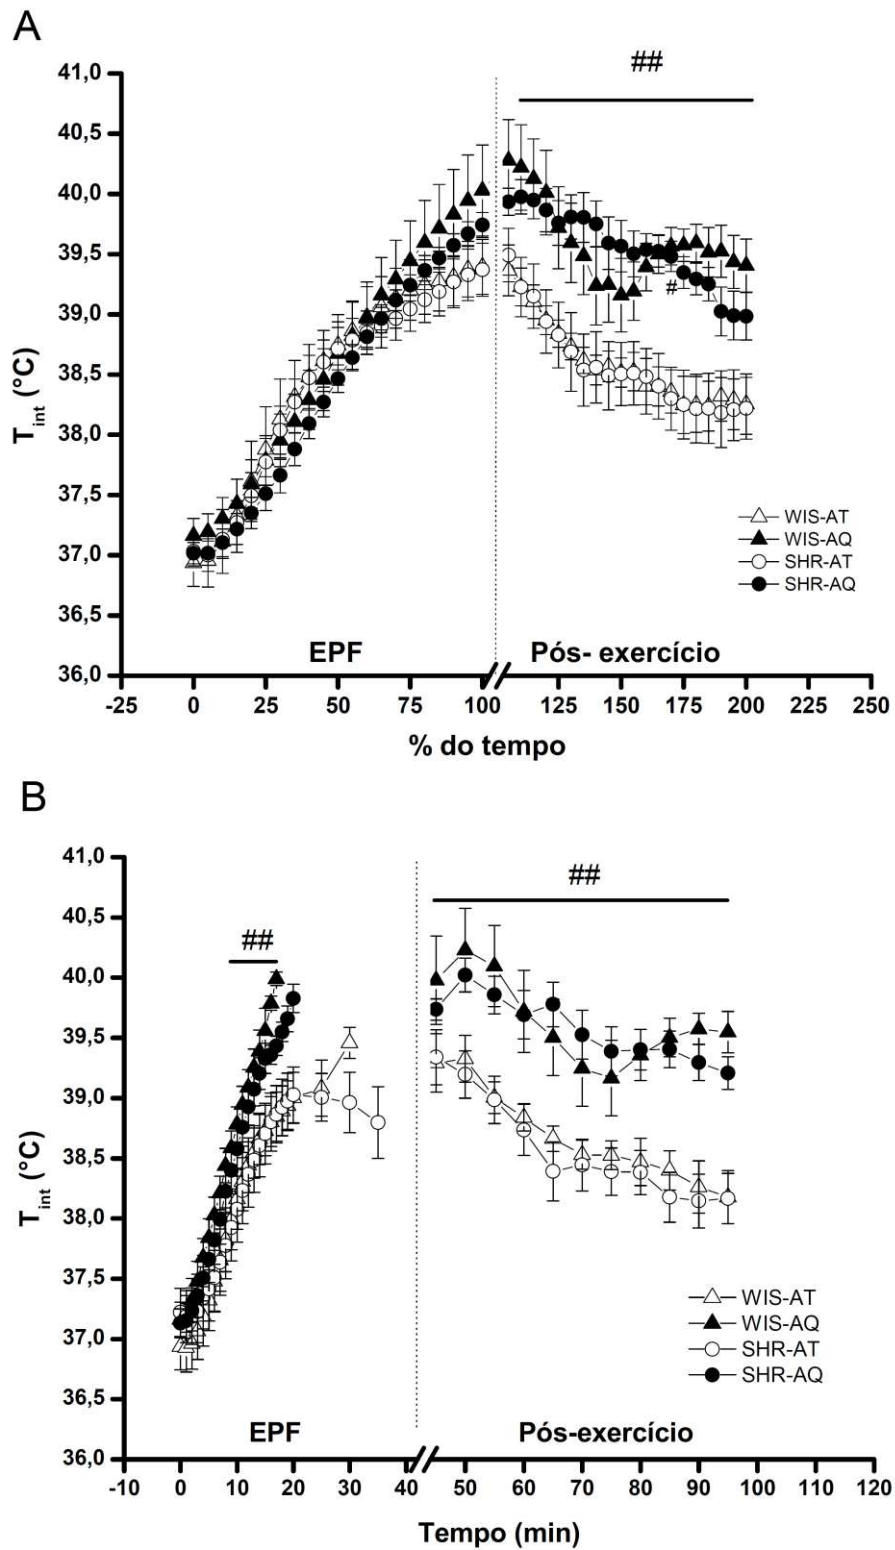 A
##
41,0
40,5
40,0
39,5
39,0
38,5
38,0
37,5
37,0
36,5
36,0
T int (°C)
#
WIS-AT
WIS-AQ
SHR-AT
SHR-AQ
EPF
Pós- exercício
-25 0 25 50 75 100 125 150 175 200 225 250
% do tempo
B
##
##
41,0
40,5
40,0
39,5
39,0
38,5
38,0
37,5
37,0
36,5
36,0
T int (°C)
WIS-AT
WIS-AQ
SHR-AT
SHR-AQ
EPF
Pós-exercício
-10 0 10 20 30 40 50 60 70 80 90 100 110 120
Tempo (min)